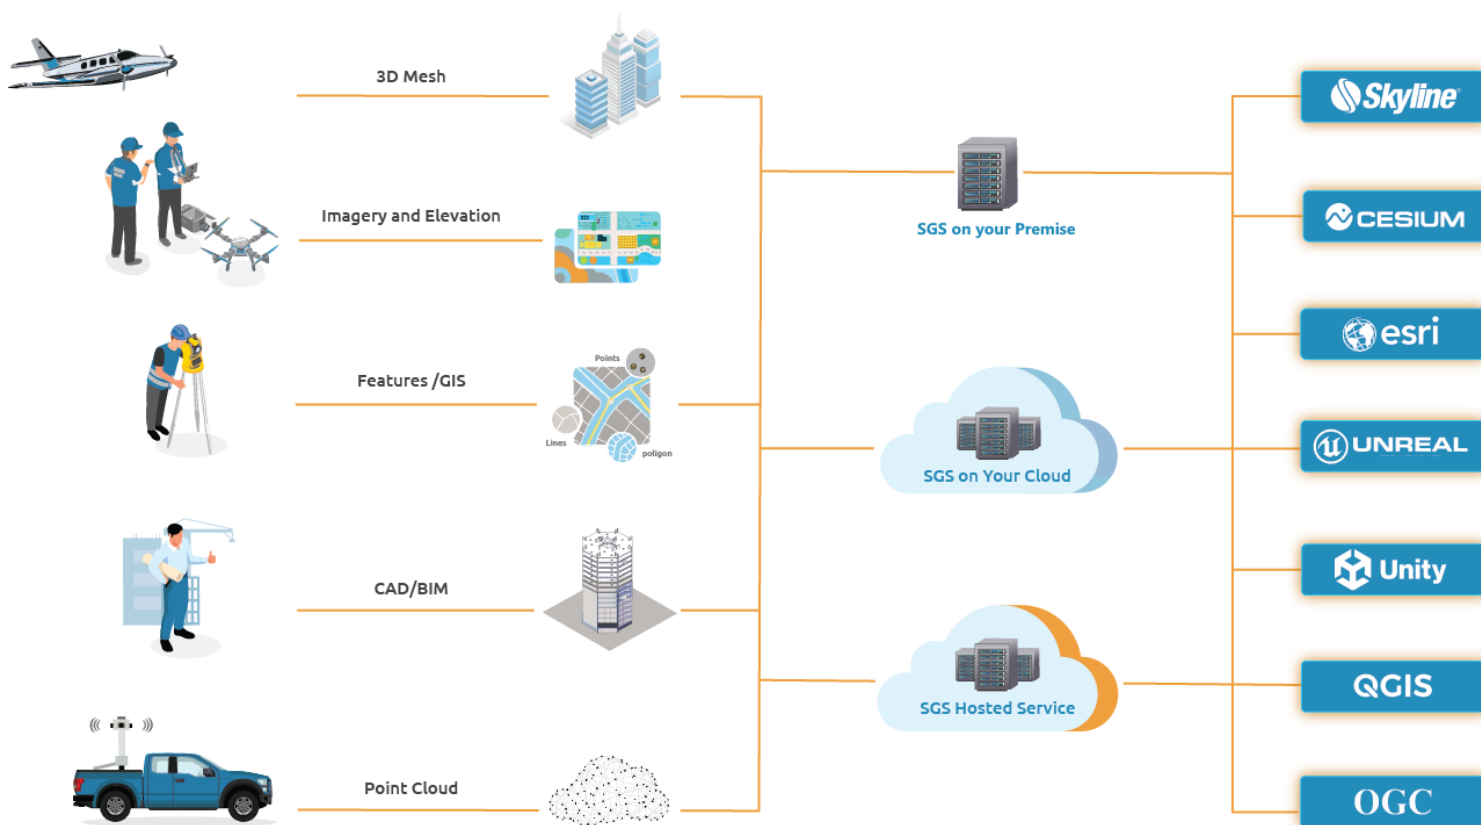 3D Mesh
Imagery and Elevation
Features /GIS
Points
Lines
poligon
CAD/BIM
Point Cloud
SGS on your Premise
SGS on Your Cloud
SGS Hosted Service
Skyline
CESIUM
esri
UNREAL
Unity
QGIS
OGC